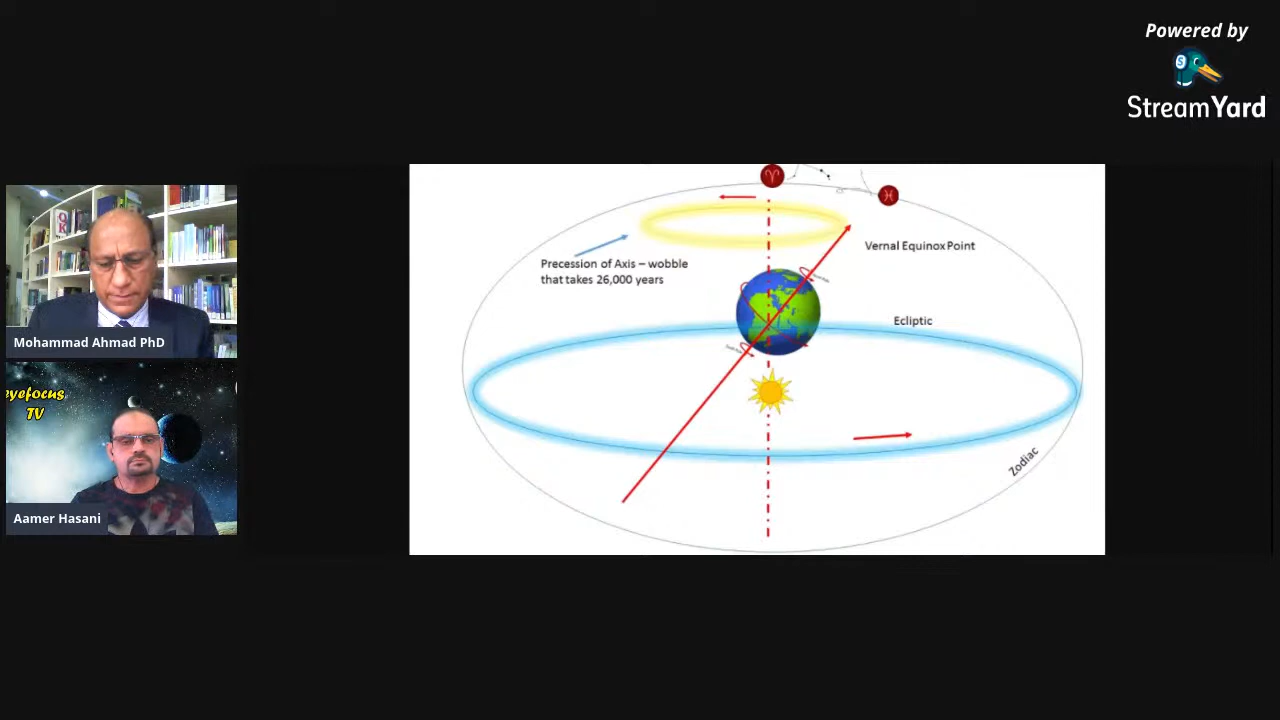 Powered by
S
StreamYard
Mohammad Ahmad PhD
eyefocus
TV
Aamer Hasani
♈
♓
Precession of Axis – wobble
that takes 26,000 years
Vernal Equinox Point
Ecliptic
Zodiac